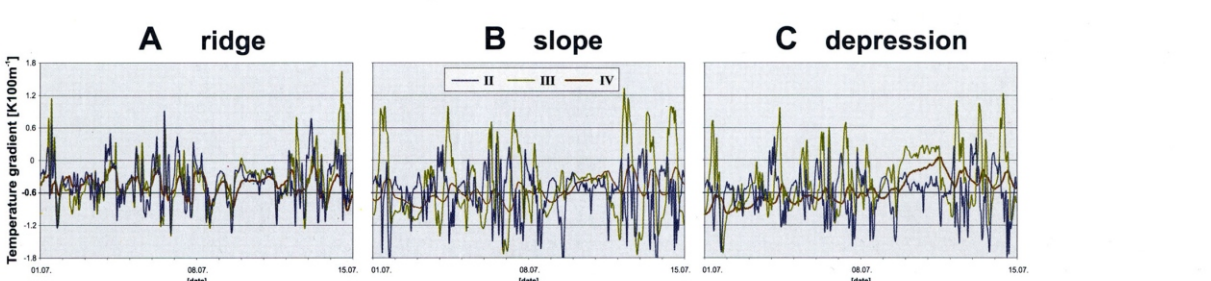 A ridge
B slope
C depression
Temperature gradient [K100m⁻¹]
1.8
1.2
0.6
0
-0.6
-1.2
-1.8
II III IV
01.07. 08.07. 15.07.
01.07. 08.07. 15.07.
01.07. 08.07. 15.07.
[date]
[date]
[date]